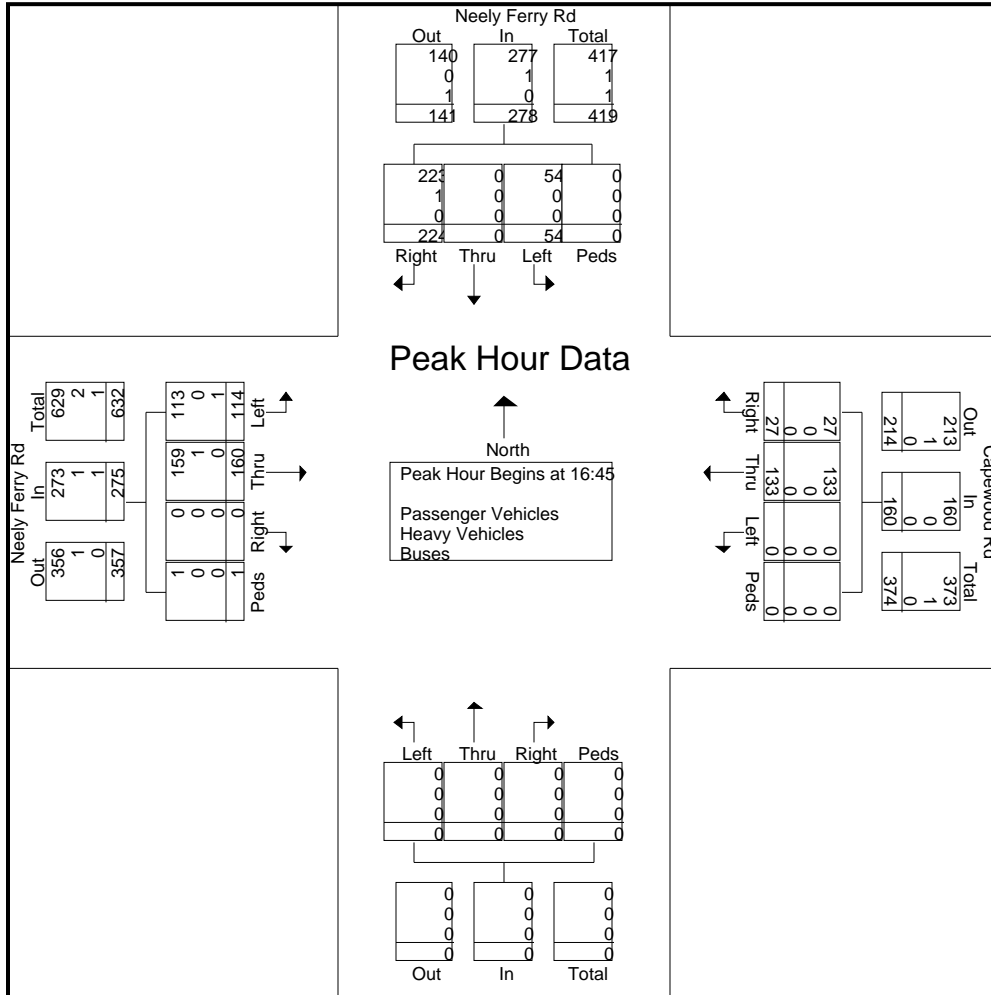 Neely Ferry Rd
Out In Total
140 277 417
0 1 1
1 0 1
141 278 419
223 0 54 0
1 0 0 0
0 0 0 0
224 0 54 0
Right Thru Left Peds
Peak Hour Data
North
Peak Hour Begins at 16:45
Passenger Vehicles
Heavy Vehicles
Buses
Neely Ferry Rd
Out In Total
356 273 629
1 1 2
0 1 1
357 275 632
Peds Right Thru Left
1 0 159 113
0 0 1 0
0 0 0 1
1 0 160 114
Capewood Rd
Out In Total
213 160 373
1 0 1
0 0 0
214 160 374
27 133 0 0
0 0 0 0
0 0 0 0
27 133 0 0
Right Thru Left Peds
Left Thru Right Peds
0 0 0 0
0 0 0 0
0 0 0 0
0 0 0 0
0 0 0
0 0 0
0 0 0
0 0 0
Out In Total